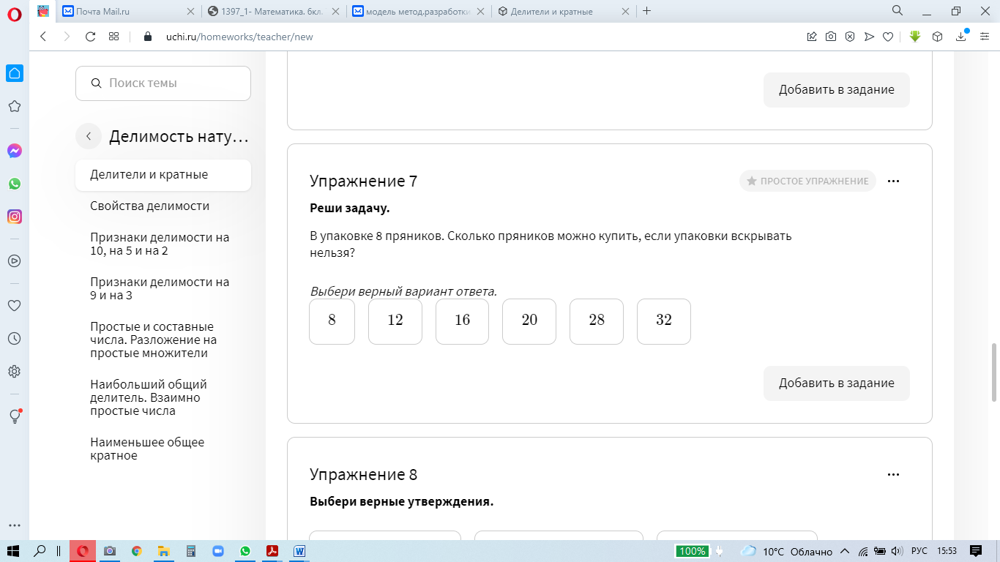 Почта Mail.ru
1397_1- Математика. 6кл.
модель метод.разработки
Делители и кратные
uchi.ru/homeworks/teacher/new
Поиск темы
Делимость нату...
Делители и кратные
Свойства делимости
Признаки делимости на
10, на 5 и на 2
Признаки делимости на
9 и на 3
Простые и составные
числа. Разложение на
простые множители
Наибольший общий
делитель. Взаимно
простые числа
Наименьшее общее
кратное
Добавить в задание
Упражнение 7
ПРОСТОЕ УПРАЖНЕНИЕ
Реши задачу.
В упаковке 8 пряников. Сколько пряников можно купить, если упаковки вскрывать
нельзя?
Выбери верный вариант ответа.
8 12 16 20 28 32
Добавить в задание
Упражнение 8
Выбери верные утверждения.
100% 10°C Облачно РУС 15:53